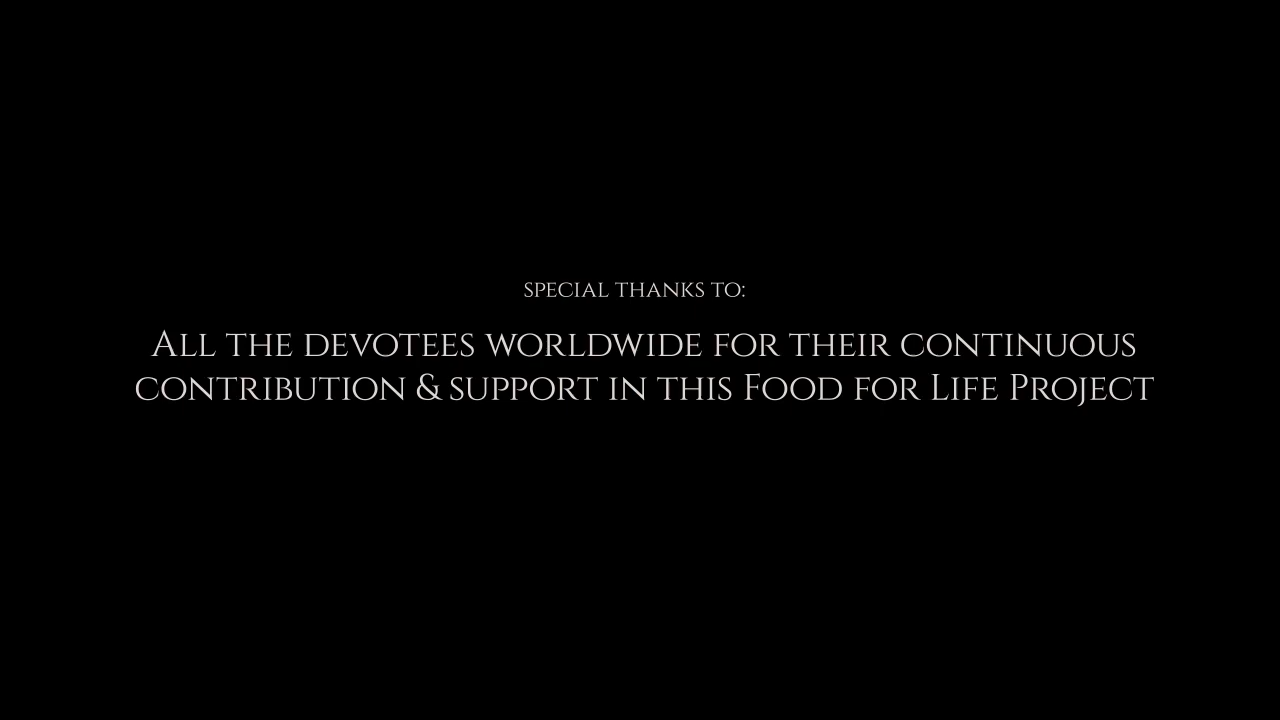 SPECIAL THANKS TO:
ALL THE DEVOTEES WORLDWIDE FOR THEIR CONTINUOUS
CONTRIBUTION & SUPPORT IN THIS FOOD FOR LIFE PROJECT